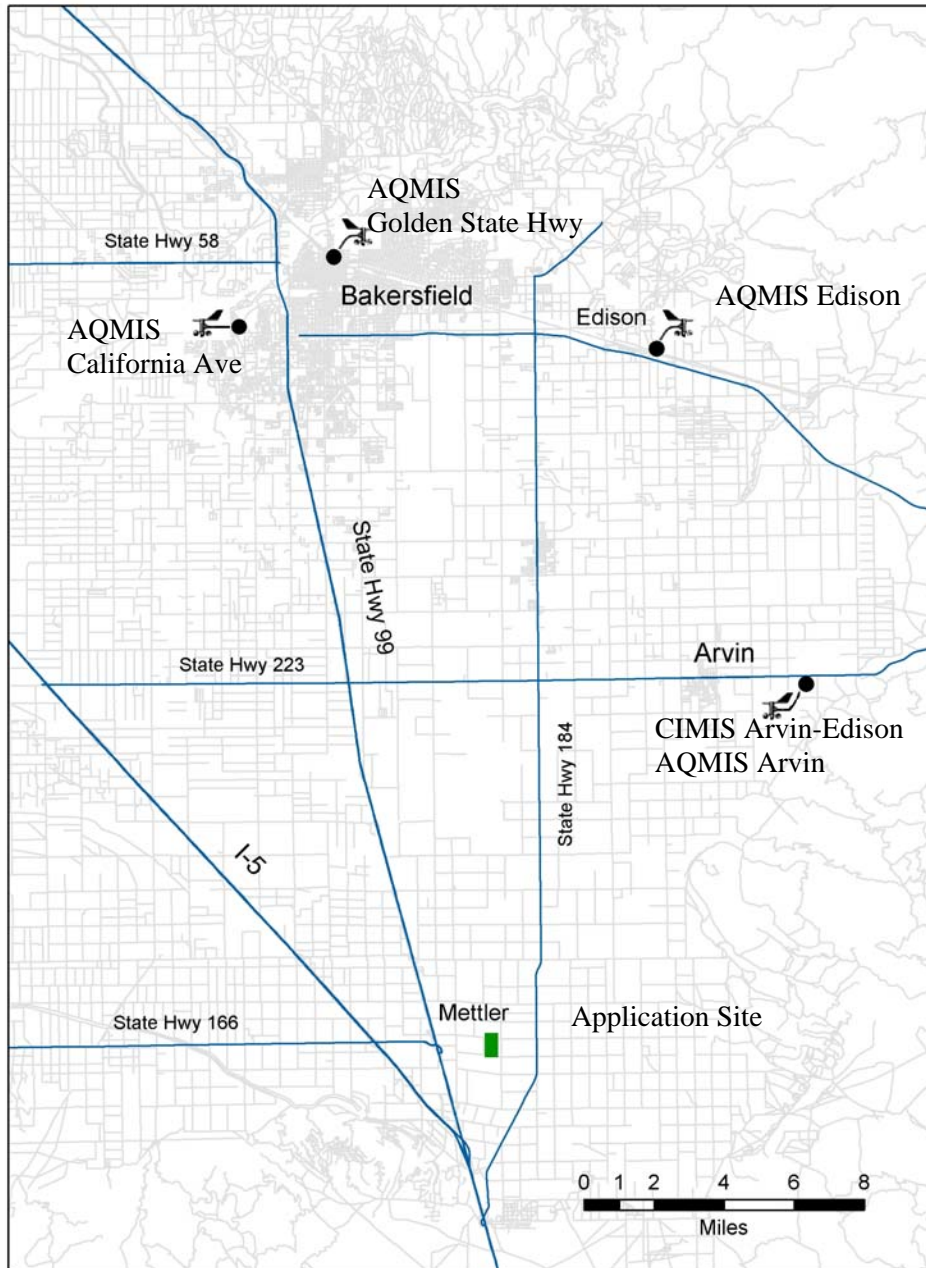 AQMIS
Golden State Hwy
State Hwy 58
Bakersfield
AQMIS Edison
Edison
AQMIS
California Ave
State Hwy 99
State Hwy 223
Arvin
CIMIS Arvin-Edison
AQMIS Arvin
State Hwy 184
I-5
Mettler
Application Site
State Hwy 166
0 1 2 4 6 8
Miles